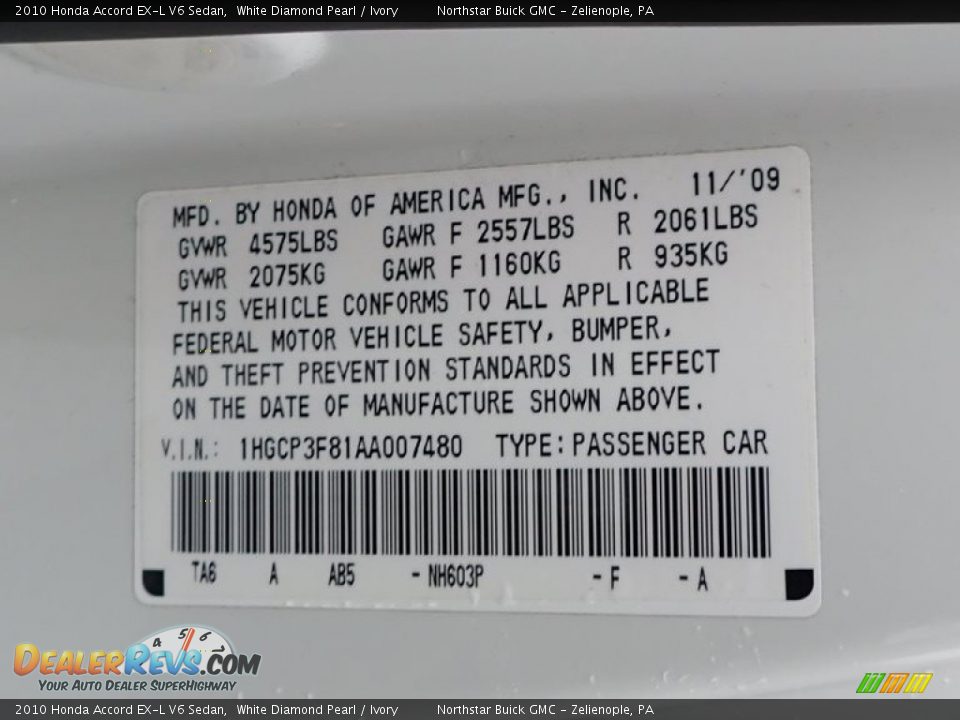 2010 Honda Accord EX-L V6 Sedan, White Diamond Pearl / Ivory Northstar Buick GMC - Zelienople, PA
MFD. BY HONDA OF AMERICA MFG., INC. 11/'09
GVWR 4575LBS GAWR F 2557LBS R 2061LBS
GVWR 2075KG GAWR F 1160KG R 935KG
THIS VEHICLE CONFORMS TO ALL APPLICABLE
FEDERAL MOTOR VEHICLE SAFETY, BUMPER,
AND THEFT PREVENTION STANDARDS IN EFFECT
ON THE DATE OF MANUFACTURE SHOWN ABOVE.
V.I.N.: 1HGCP3F81AA007480 TYPE:PASSENGER CAR
TA6 A AB5 -NH603P -F -A
4 5 6 7
DEALERREVS.COM
YOUR AUTO DEALER SUPERHIGHWAY
2010 Honda Accord EX-L V6 Sedan, White Diamond Pearl / Ivory Northstar Buick GMC - Zelienople, PA